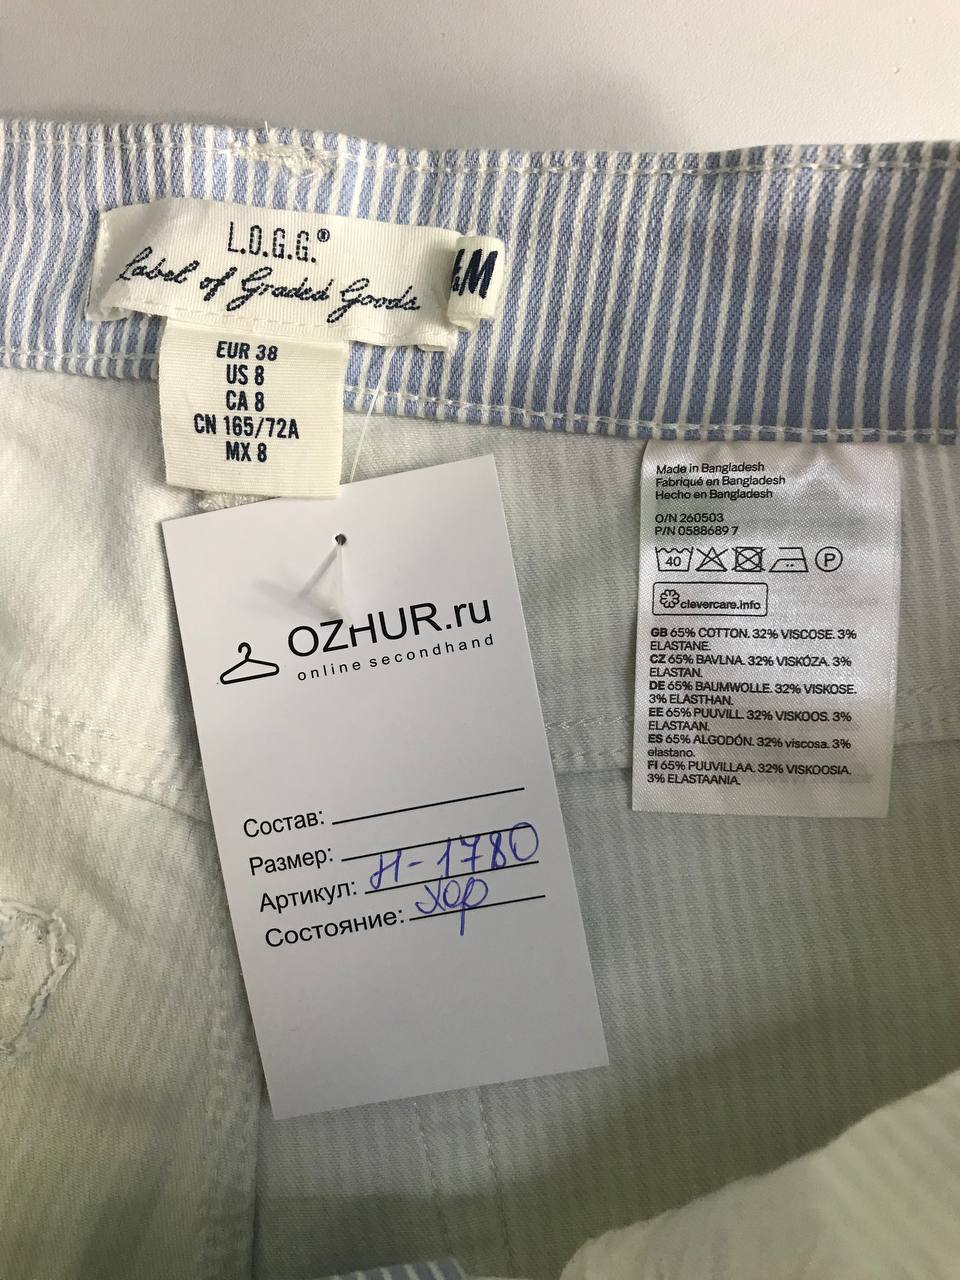 L.O.G.G.®
Label of Graded Goods
&M
EUR 38
US 8
CA 8
CN 165/72A
MX 8
Made in Bangladesh
Fabriqué en Bangladesh
Hecho en Bangladesh
O/N 260503
P/N 0588689 7
40
P
clevercare.info
GB 65% COTTON. 32% VISCOSE. 3%
ELASTANE.
CZ 65% BAVLNA. 32% VISKÓZA. 3%
ELASTAN.
DE 65% BAUMWOLLE. 32% VISKOSE.
3% ELASTHAN.
EE 65% PUUVILL. 32% VISKOOS. 3%
ELASTAAN.
ES 65% ALGODÓN. 32% viscosa. 3%
elastano.
FI 65% PUUVILLAA. 32% VISKOOSIA.
3% ELASTAANIA.
OZHUR.ru
online secondhand
Состав:
Размер:
Артикул: Н-1780
Состояние: хор